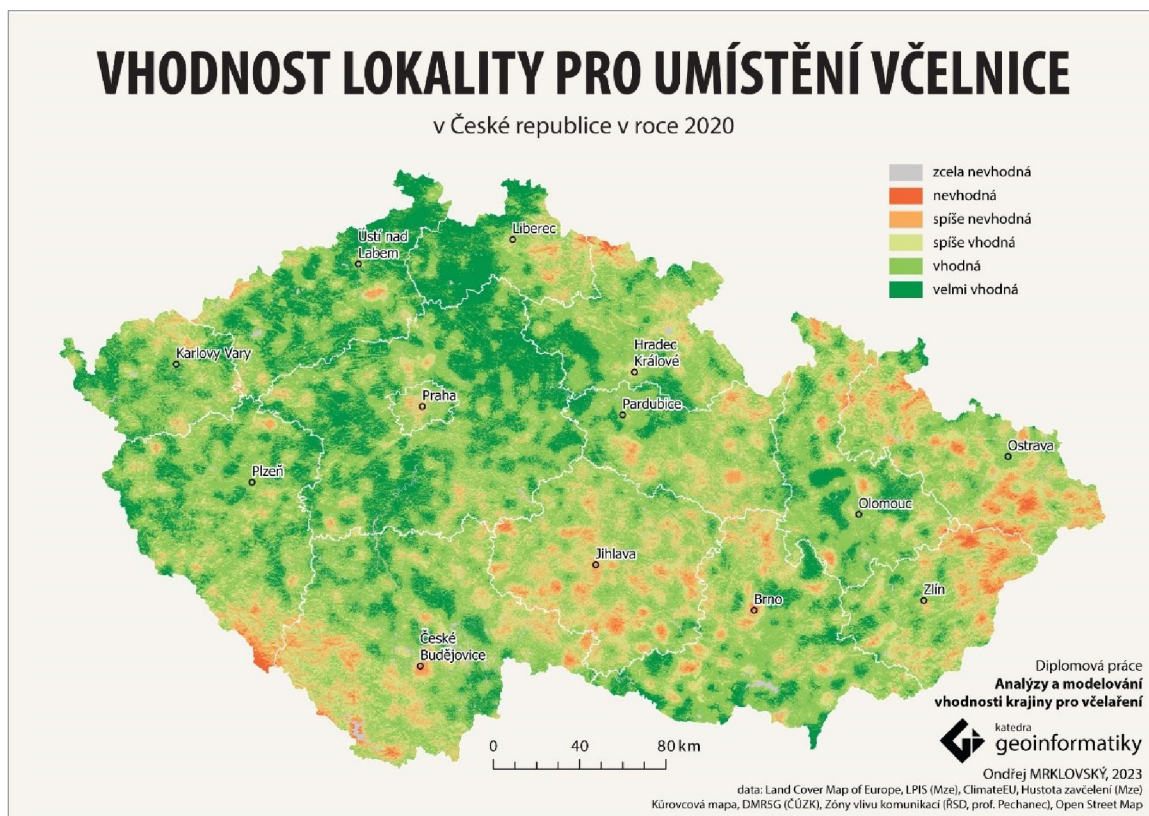 VHODNOST LOKALITY PRO UMÍSTĚNÍ VČELNICE
v České republice v roce 2020
zcela nevhodná
nevhodná
spíše nevhodná
spíše vhodná
vhodná
velmi vhodná
Liberec
Ústí nad
Labem
Karlovy Vary
Hradec
Králové
Praha
Pardubice
Plzeň
Ostrava
Olomouc
Jihlava
Zlín
Brno
České
Budějovice
0 40 80 km
Diplomová práce
Analýzy a modelování
vhodnosti krajiny pro včelaření
katedra
geoinformatiky
Ondřej MRKLOVSKÝ, 2023
data: Land Cover Map of Europe, LPIS (Mze), ClimateEU, Hustota zavčelení (Mze)
Kůrovcová mapa, DMR5G (ČÚZK), Zóny vlivu komunikací (ŘSD, prof. Pechanec), Open Street Map